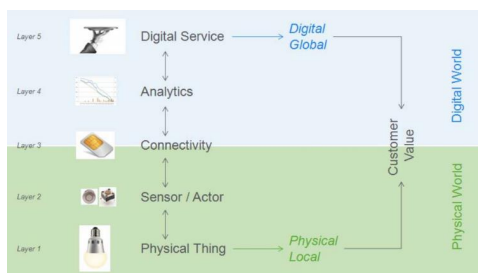 Layer 5 Digital Service Digital
Global
Layer 4 Analytics
Layer 3 Connectivity
Layer 2 Sensor / Actor
Layer 1 Physical Thing Physical
Local
Customer
Value
Digital World
Physical World